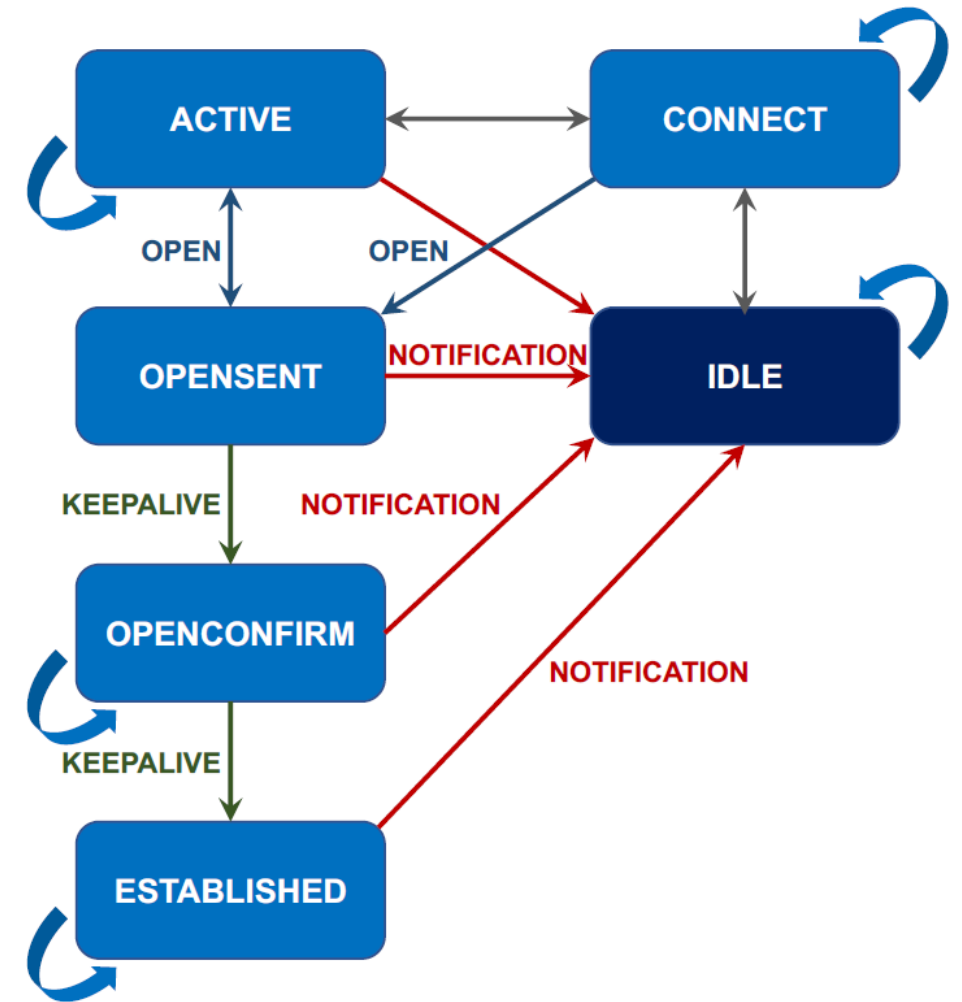 ACTIVE
CONNECT
OPEN
OPEN
OPENSENT
NOTIFICATION
IDLE
KEEPALIVE
NOTIFICATION
OPENCONFIRM
NOTIFICATION
KEEPALIVE
ESTABLISHED